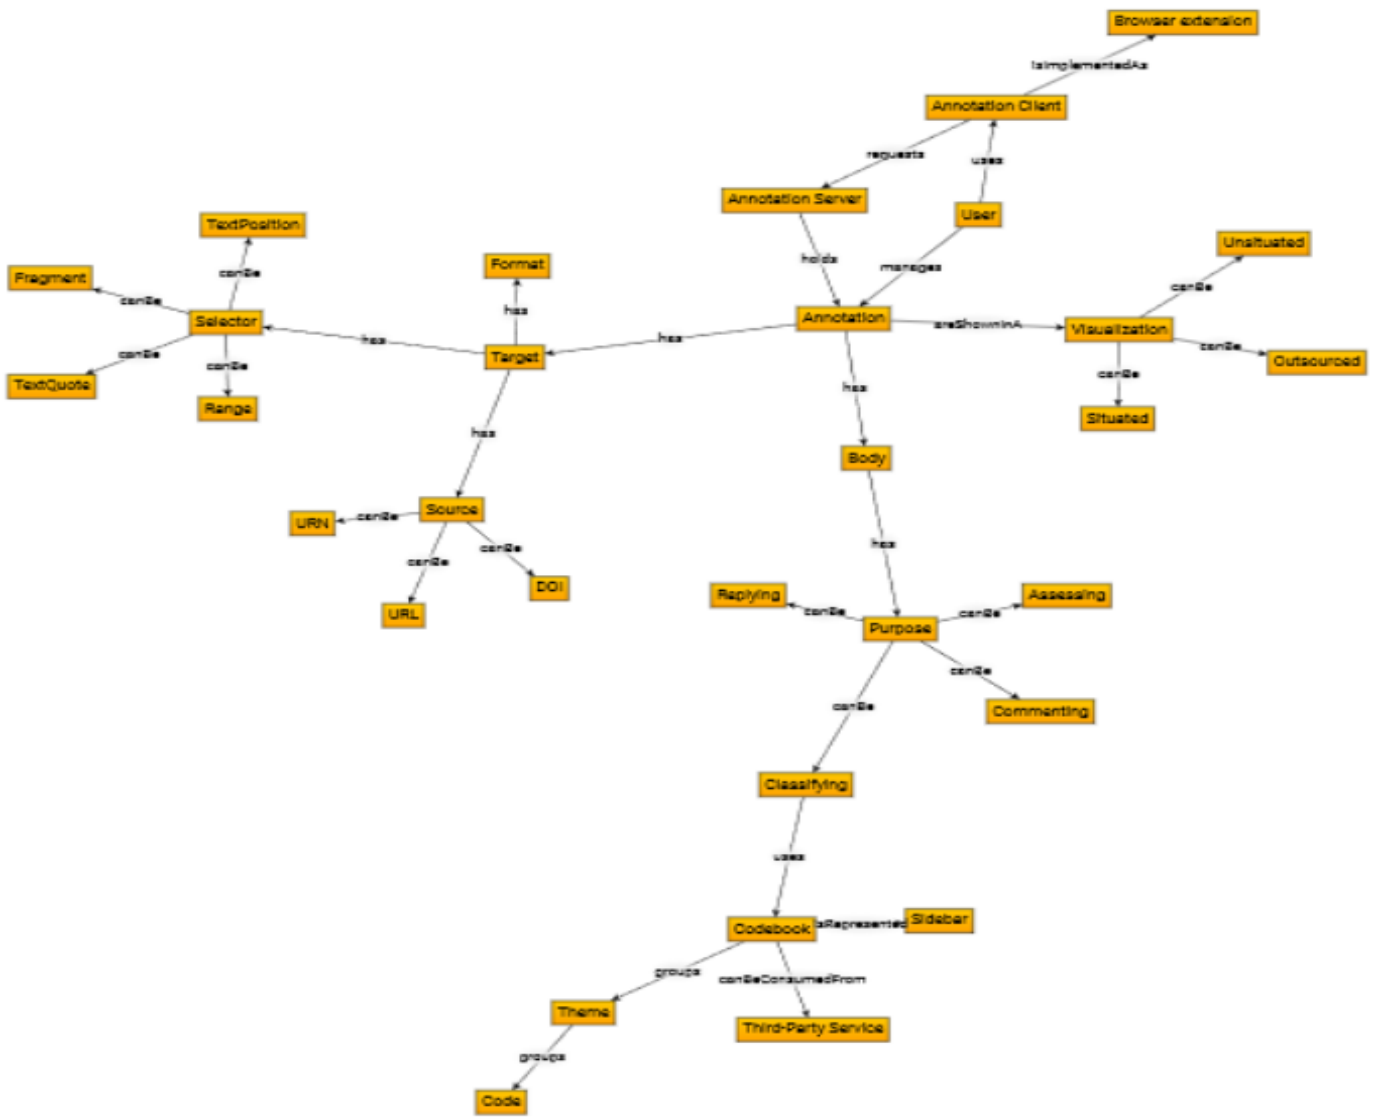 Browser extension
isImplementedAs
Annotation Client
requests
uses
Annotation Server
User
TextPosition
Unsituated
holds
manages
Format
Fragment
canBe
canBe
canBe
has
Selector
Annotation
areShownInA
Visualization
has
has
canBe
canBe
canBe
Target
Outsourced
canBe
TextQuote
has
Range
Situated
has
Body
Source
URN
canBe
canBe
has
canBe
DOI
Replying
Assessing
URL
canBe
canBe
Purpose
canBe
Commenting
canBe
Classifying
uses
Sidebar
Codebook
sRepresented
groups
canBeConsumedFrom
Theme
Third-Party Service
groups
Code